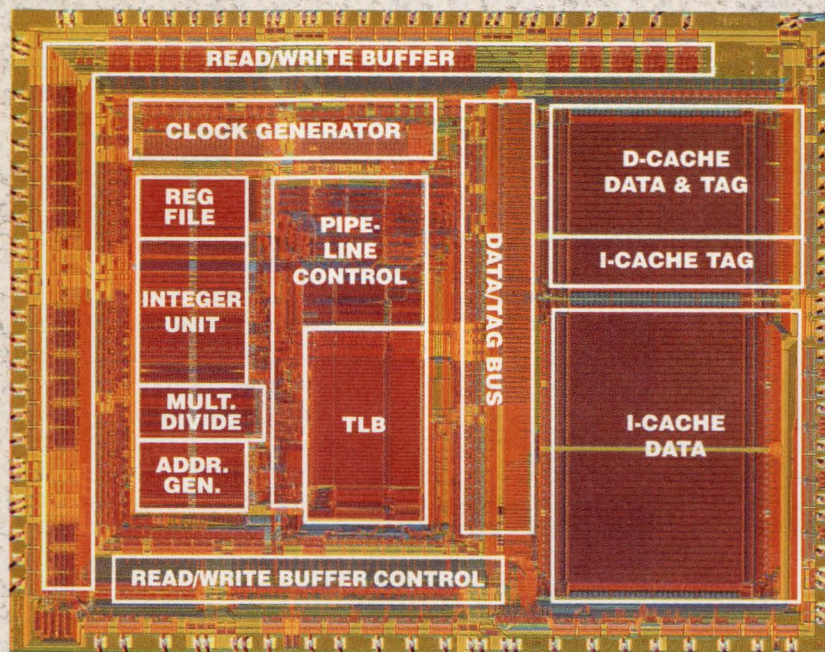 READ/WRITE BUFFER
CLOCK GENERATOR
REG
FILE
INTEGER
UNIT
MULT.
DIVIDE
ADDR.
GEN.
PIPE-
LINE
CONTROL
TLB
DATA/TAG BUS
D-CACHE
DATA & TAG
I-CACHE TAG
I-CACHE
DATA
READ/WRITE BUFFER CONTROL